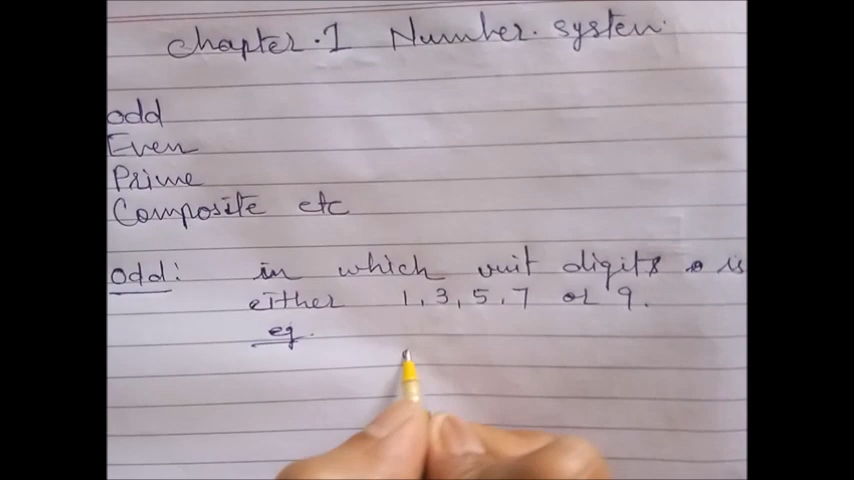 Chapter.1 Number. system.
odd
Even
Prime
Composite etc
odd: in which unit digits is
either 1, 3, 5, 7 or 9.
eg.